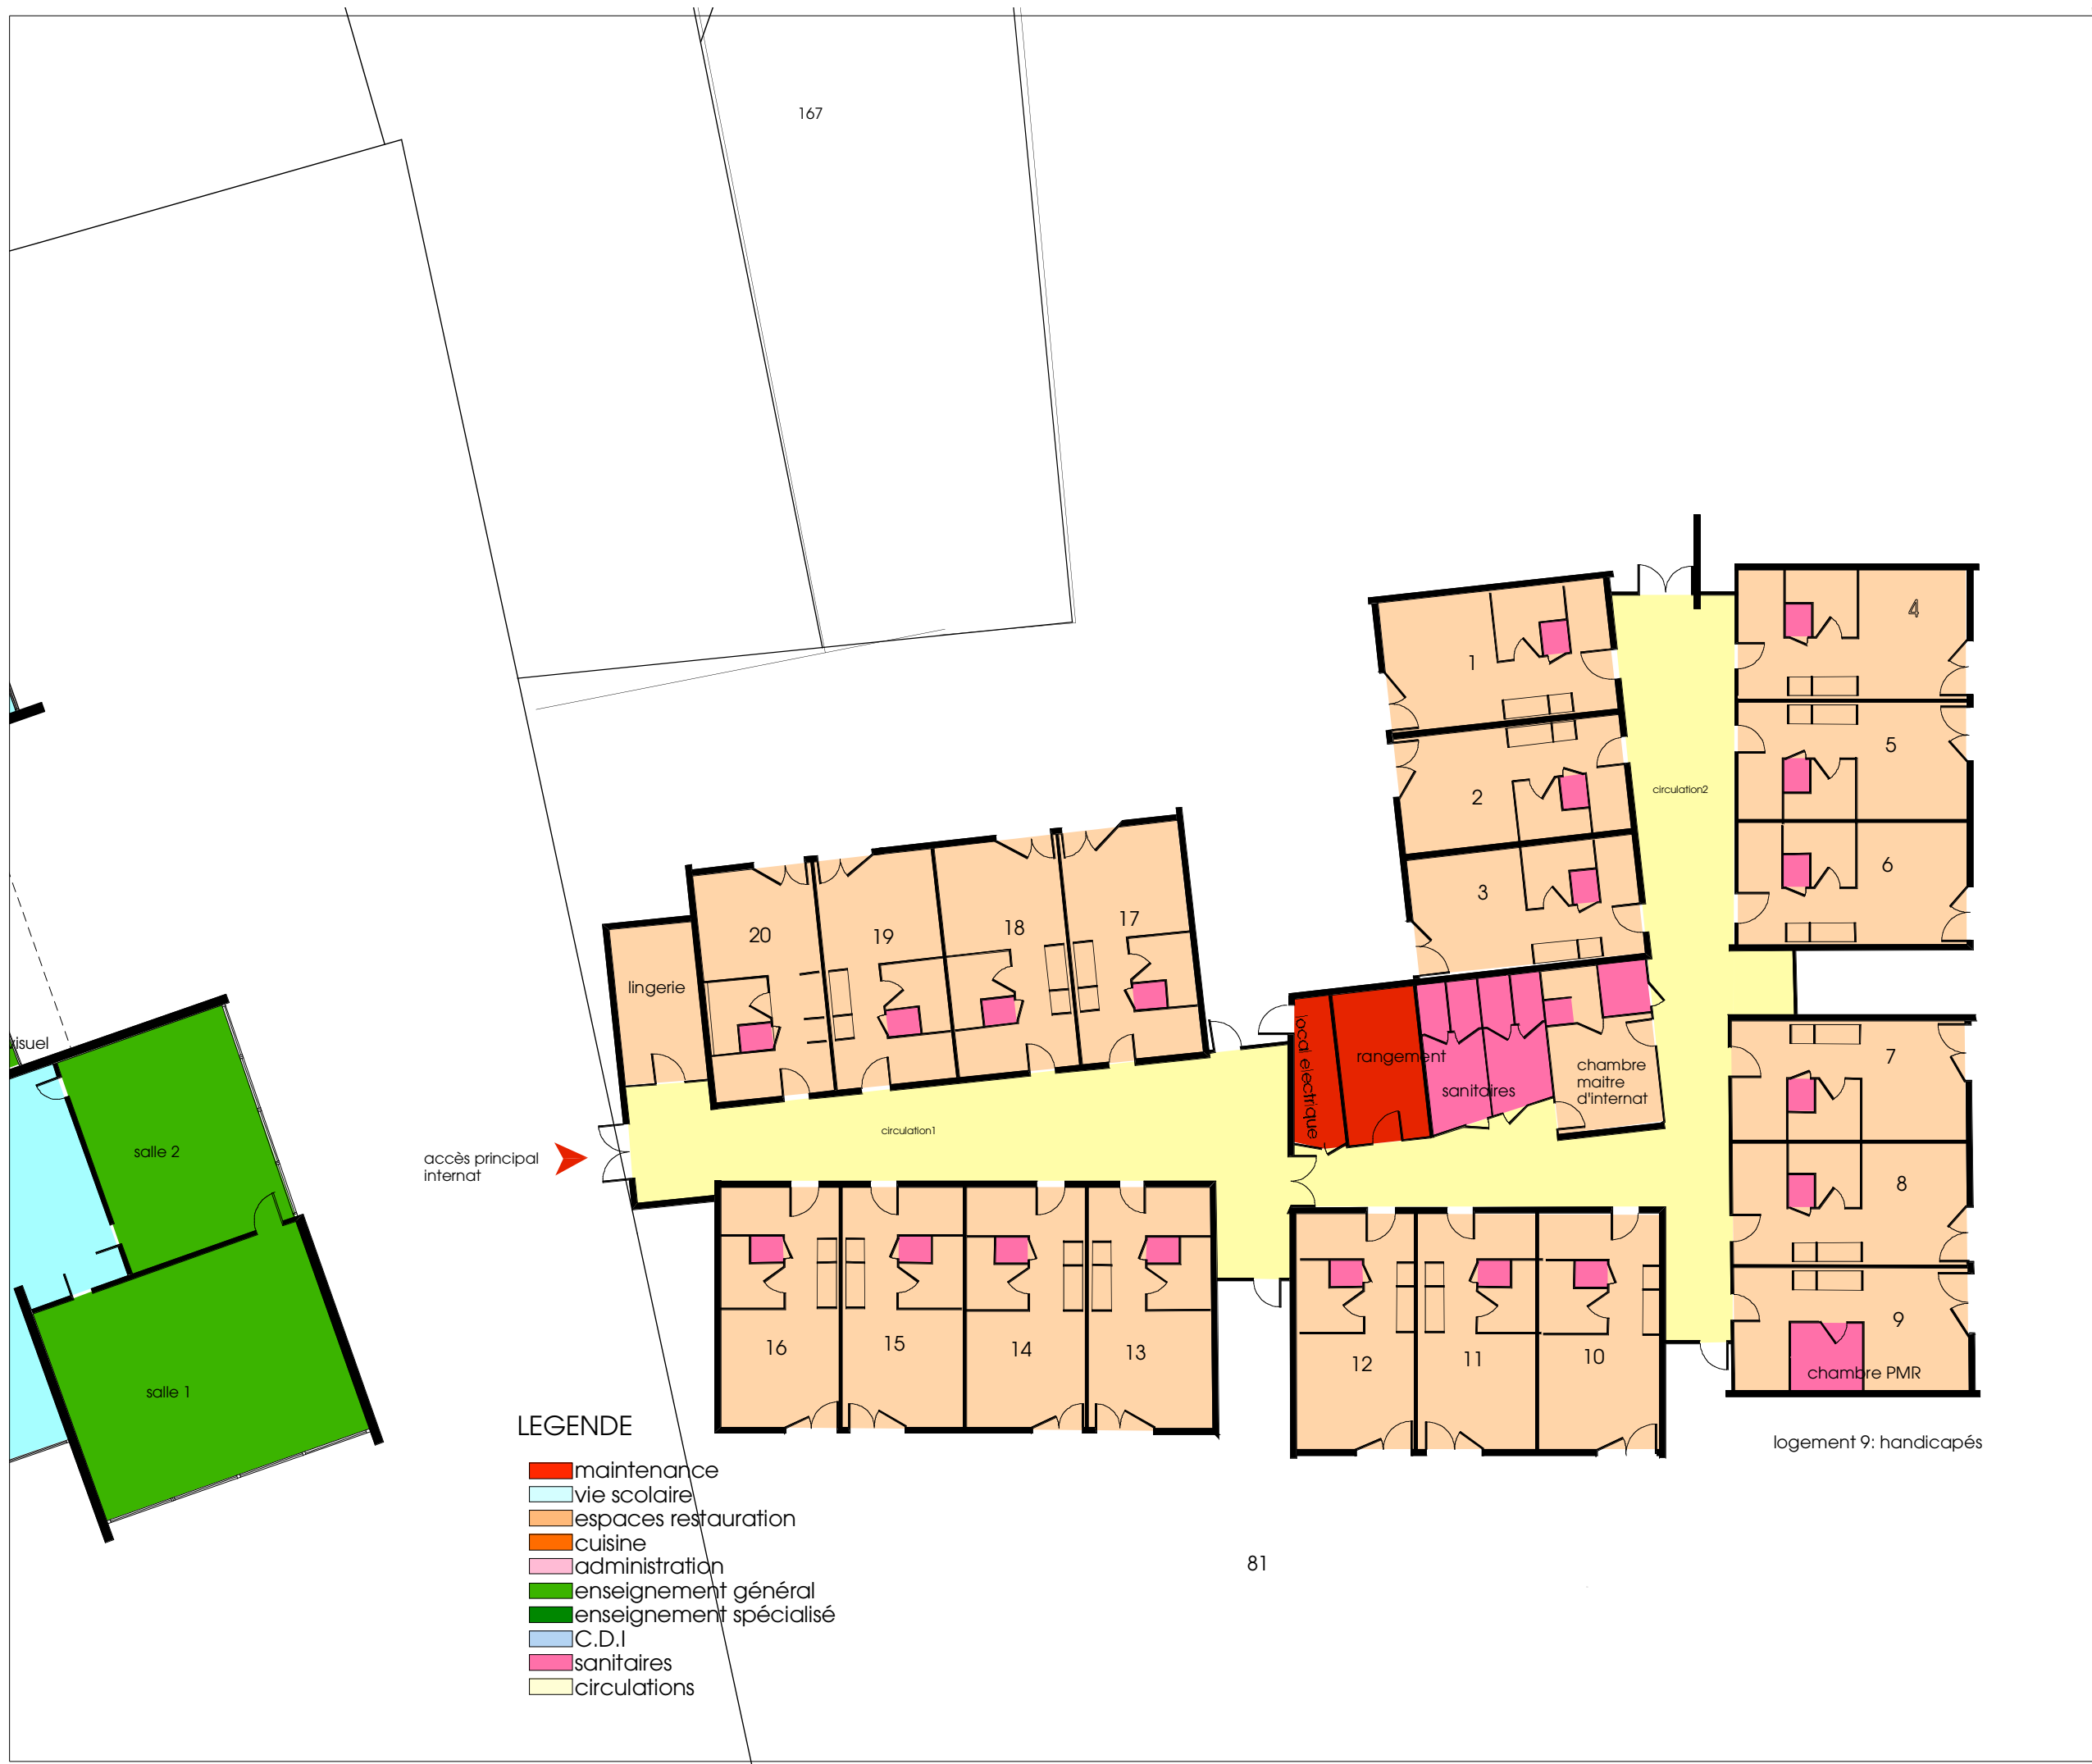 167
4
1
5
circulation2
2
6
3
17
18
20
19
lingerie
visuel
7
local electrique
rangement
chambre
maitre
d'internat
sanitaires
circulation1
salle 2
accès principal
internat
8
9
16
15
14
13
12
11
10
chambre PMR
salle 1
LEGENDE
logement 9: handicapés
maintenance
vie scolaire
espaces restauration
cuisine
administration
enseignement général
enseignement spécialisé
C.D.I
sanitaires
circulations
81